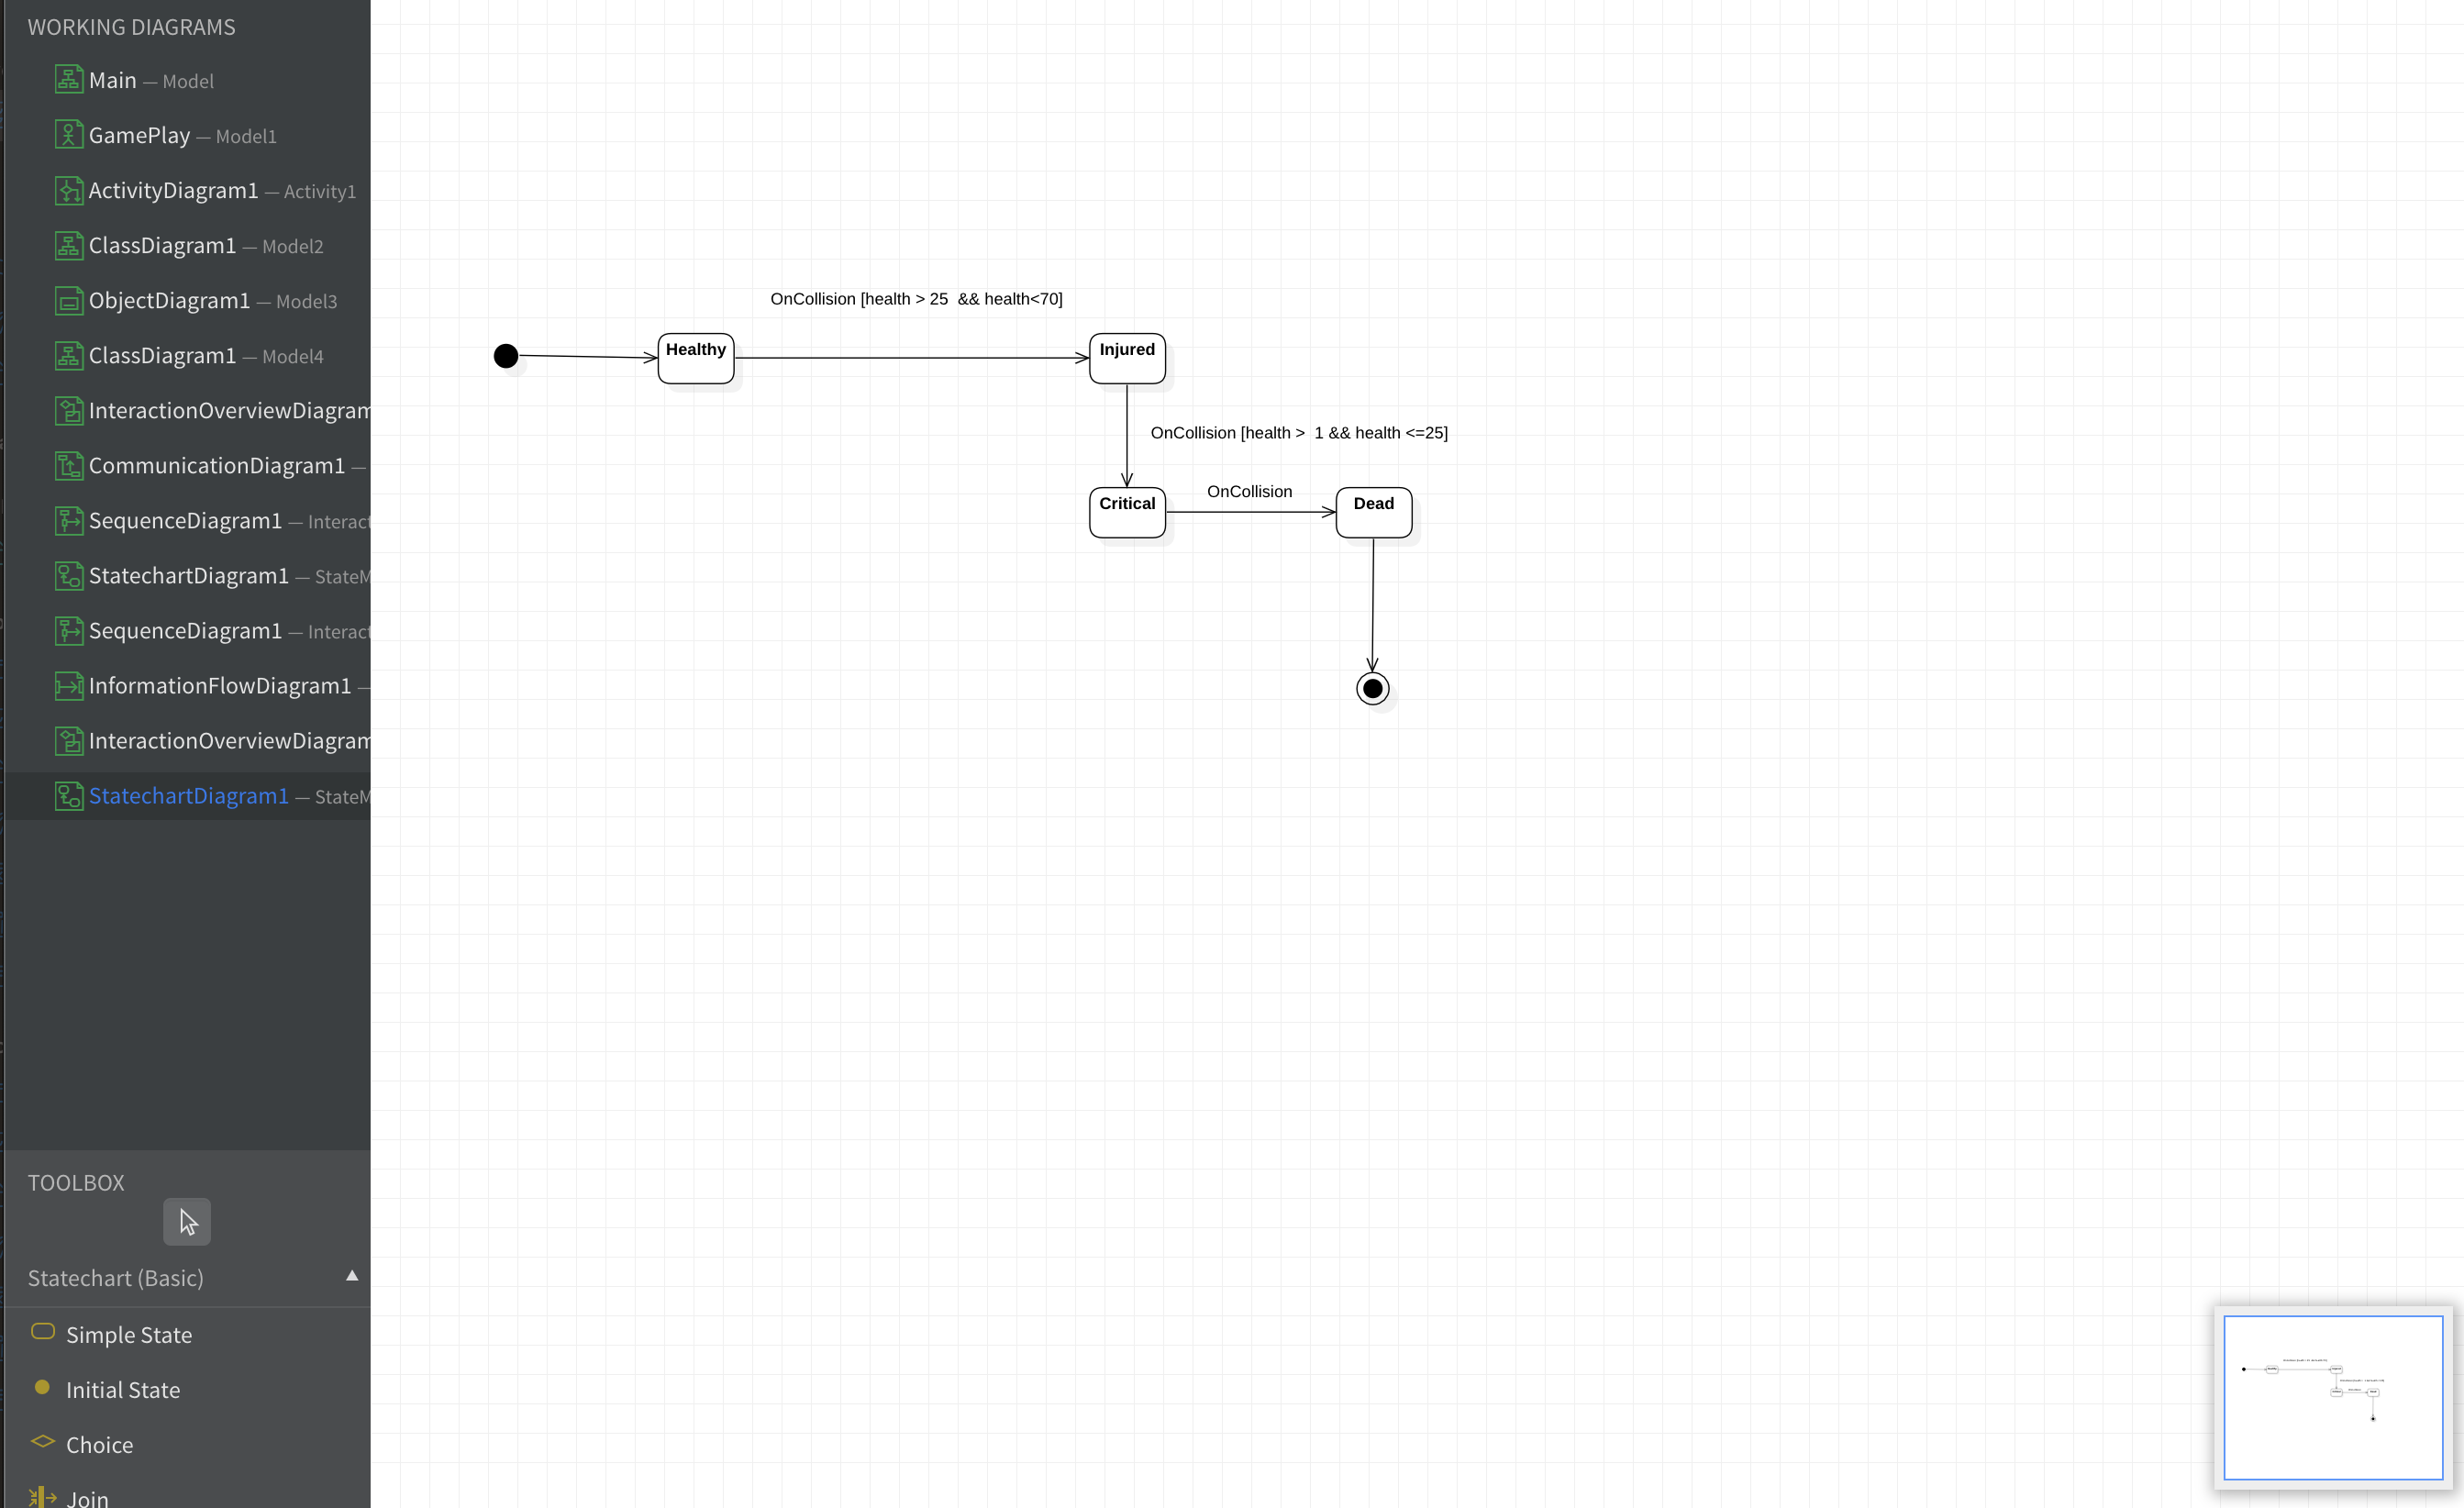 WORKING DIAGRAMS
Main — Model
GamePlay — Model1
ActivityDiagram1 — Activity1
ClassDiagram1 — Model2
ObjectDiagram1 — Model3
ClassDiagram1 — Model4
InteractionOverviewDiagram
CommunicationDiagram1 —
SequenceDiagram1 — Interact
StatechartDiagram1 — StateM
SequenceDiagram1 — Interact
InformationFlowDiagram1 —
InteractionOverviewDiagram
StatechartDiagram1 — StateM
TOOLBOX
Statechart (Basic)
Simple State
Initial State
Choice
Join
OnCollision [health > 25  && health<70]
Healthy
Injured
OnCollision [health >  1 && health <=25]
Critical
OnCollision
Dead